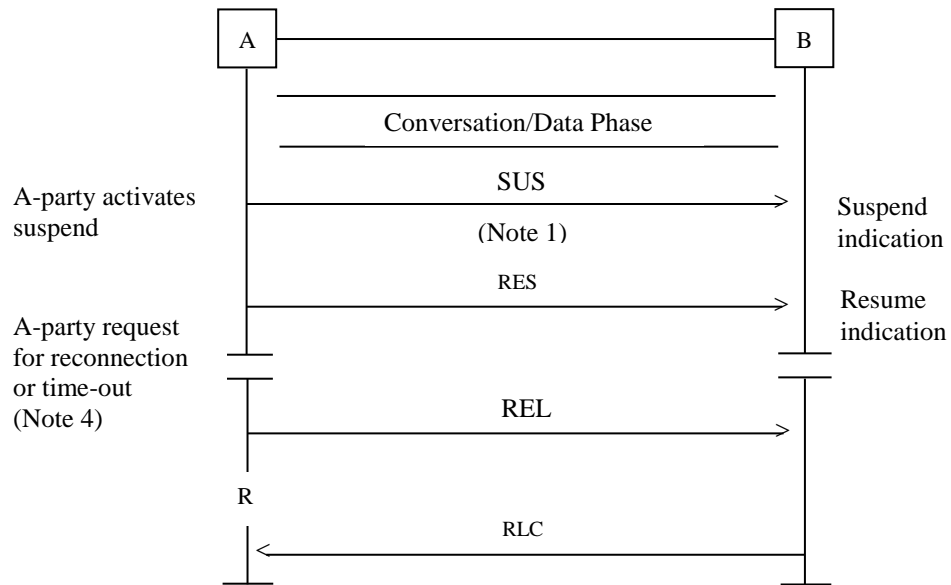 A
B
Conversation/Data Phase
SUS
A-party activates
suspend
Suspend
indication
(Note 1)
RES
Resume
indication
A-party request
for reconnection
or time-out
(Note 4)
REL
R
RLC